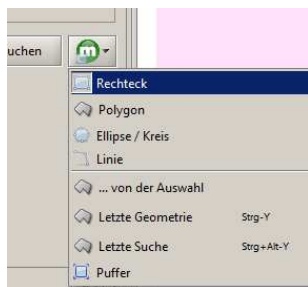 uchen
Rechteck
Polygon
Ellipse / Kreis
Linie
... von der Auswahl
Letzte Geometrie Strg-Y
Letzte Suche Strg+Alt-Y
Puffer